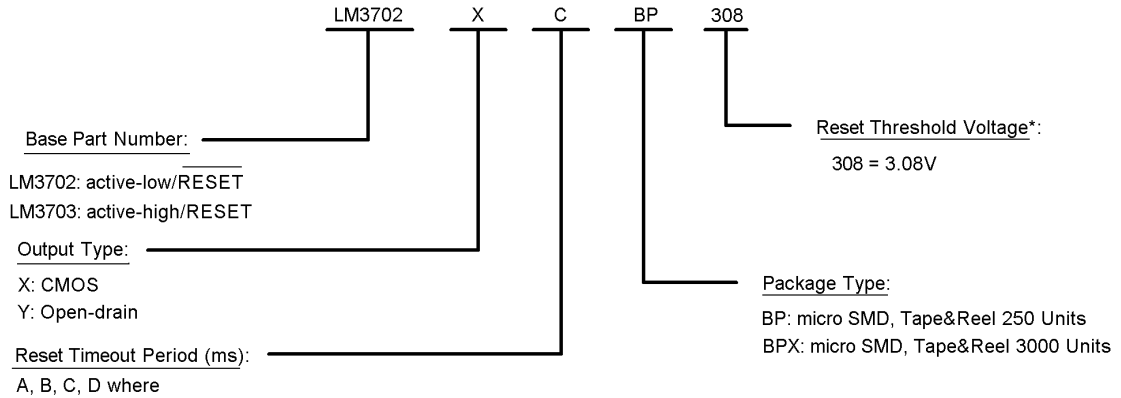 LM3702 X C BP 308
Base Part Number:
LM3702: active-low/RESET
LM3703: active-high/RESET
Reset Threshold Voltage*:
308 = 3.08V
Output Type:
X: CMOS
Y: Open-drain
Package Type:
BP: micro SMD, Tape&Reel 250 Units
BPX: micro SMD, Tape&Reel 3000 Units
Reset Timeout Period (ms):
A, B, C, D where